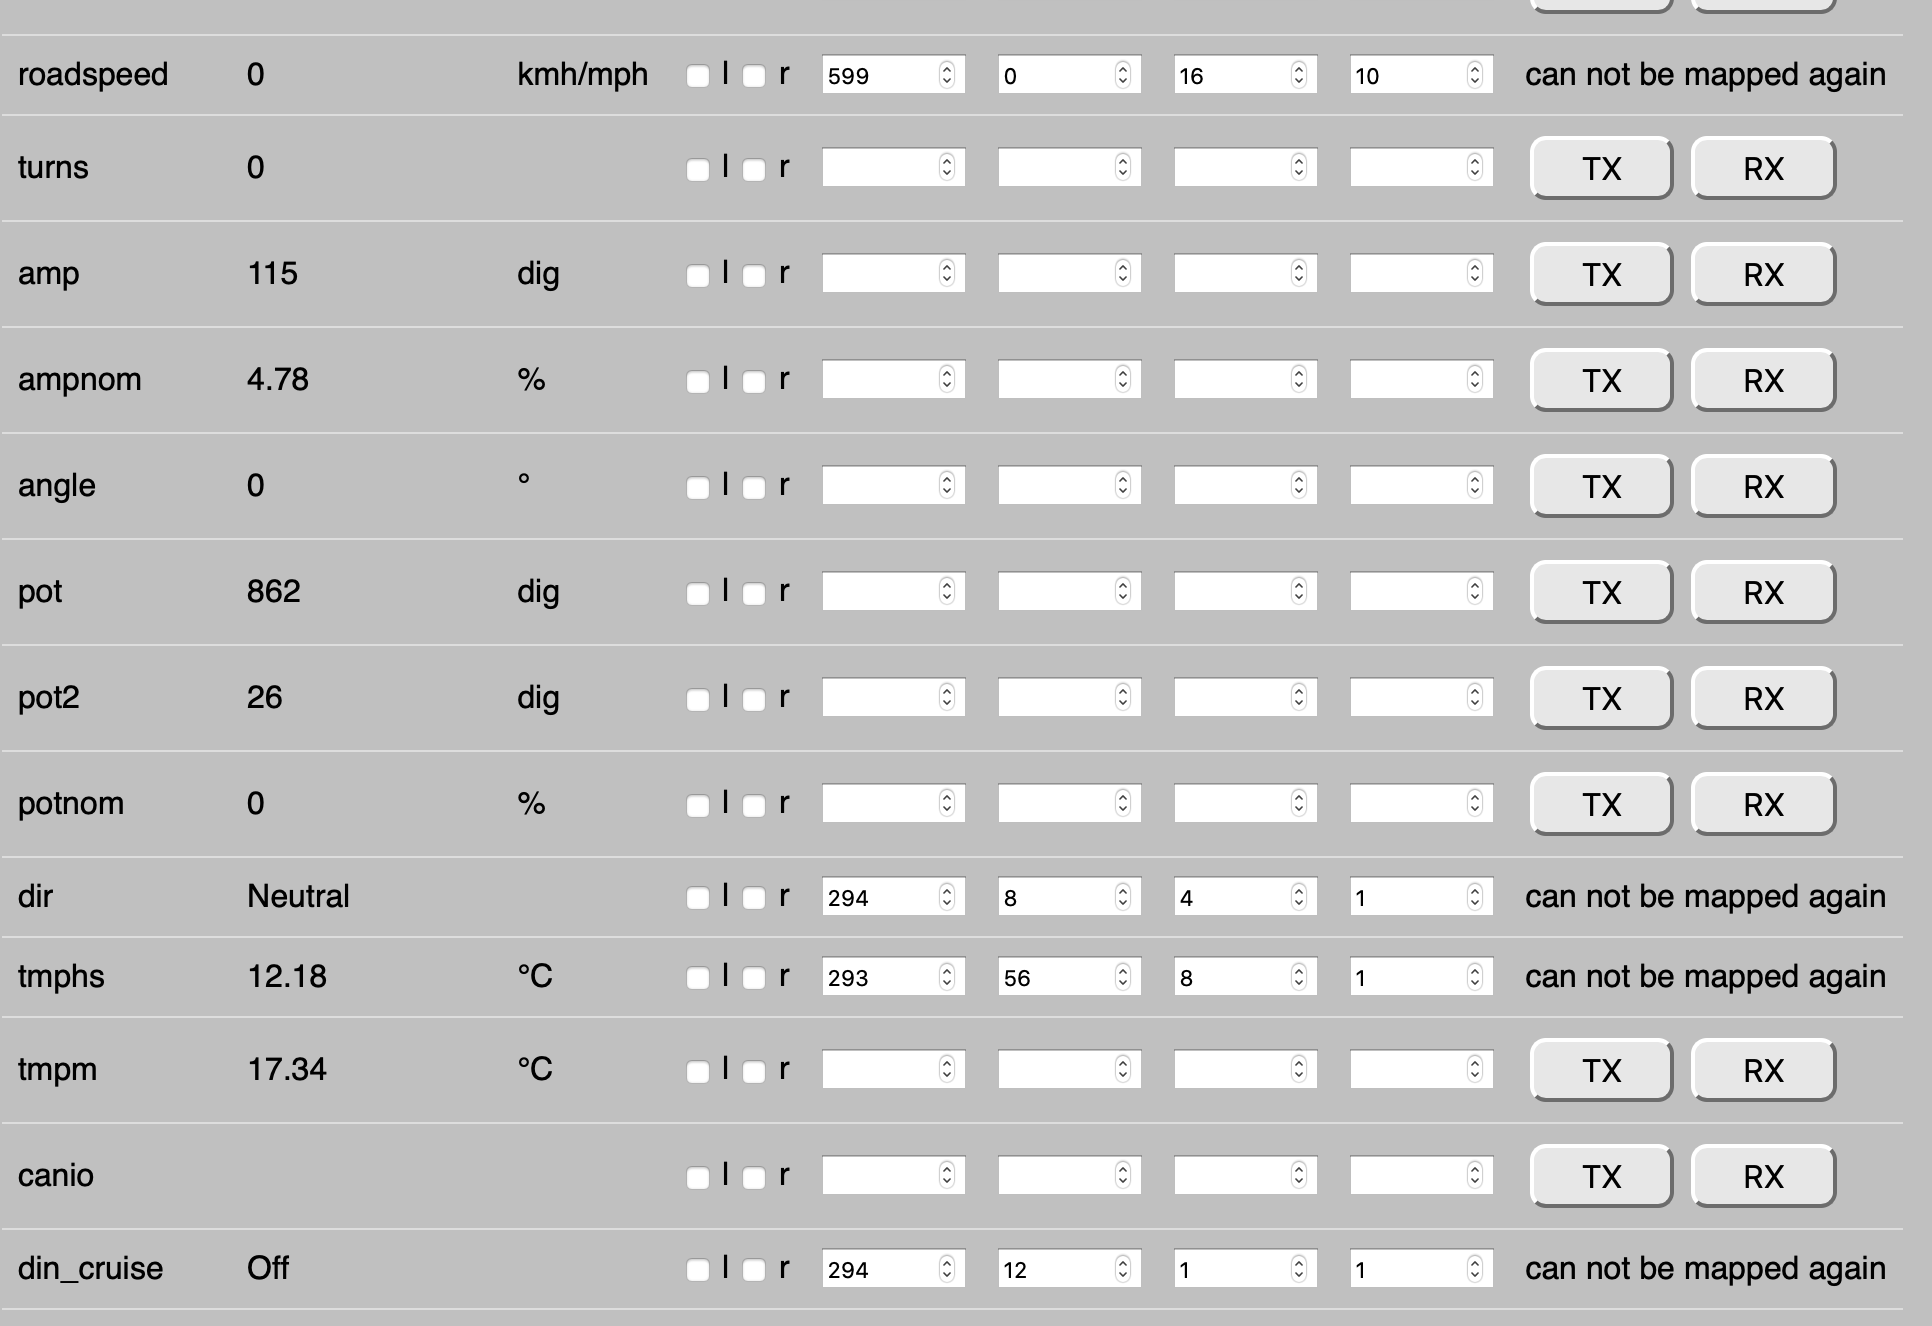 roadspeed 0 kmh/mph l r 599 0 16 10 can not be mapped again
turns 0 l r TX RX
amp 115 dig l r TX RX
ampnom 4.78 % l r TX RX
angle 0 ° l r TX RX
pot 862 dig l r TX RX
pot2 26 dig l r TX RX
potnom 0 % l r TX RX
dir Neutral l r 294 8 4 1 can not be mapped again
tmphs 12.18 °C l r 293 56 8 1 can not be mapped again
tmpm 17.34 °C l r TX RX
canio l r TX RX
din_cruise Off l r 294 12 1 1 can not be mapped again